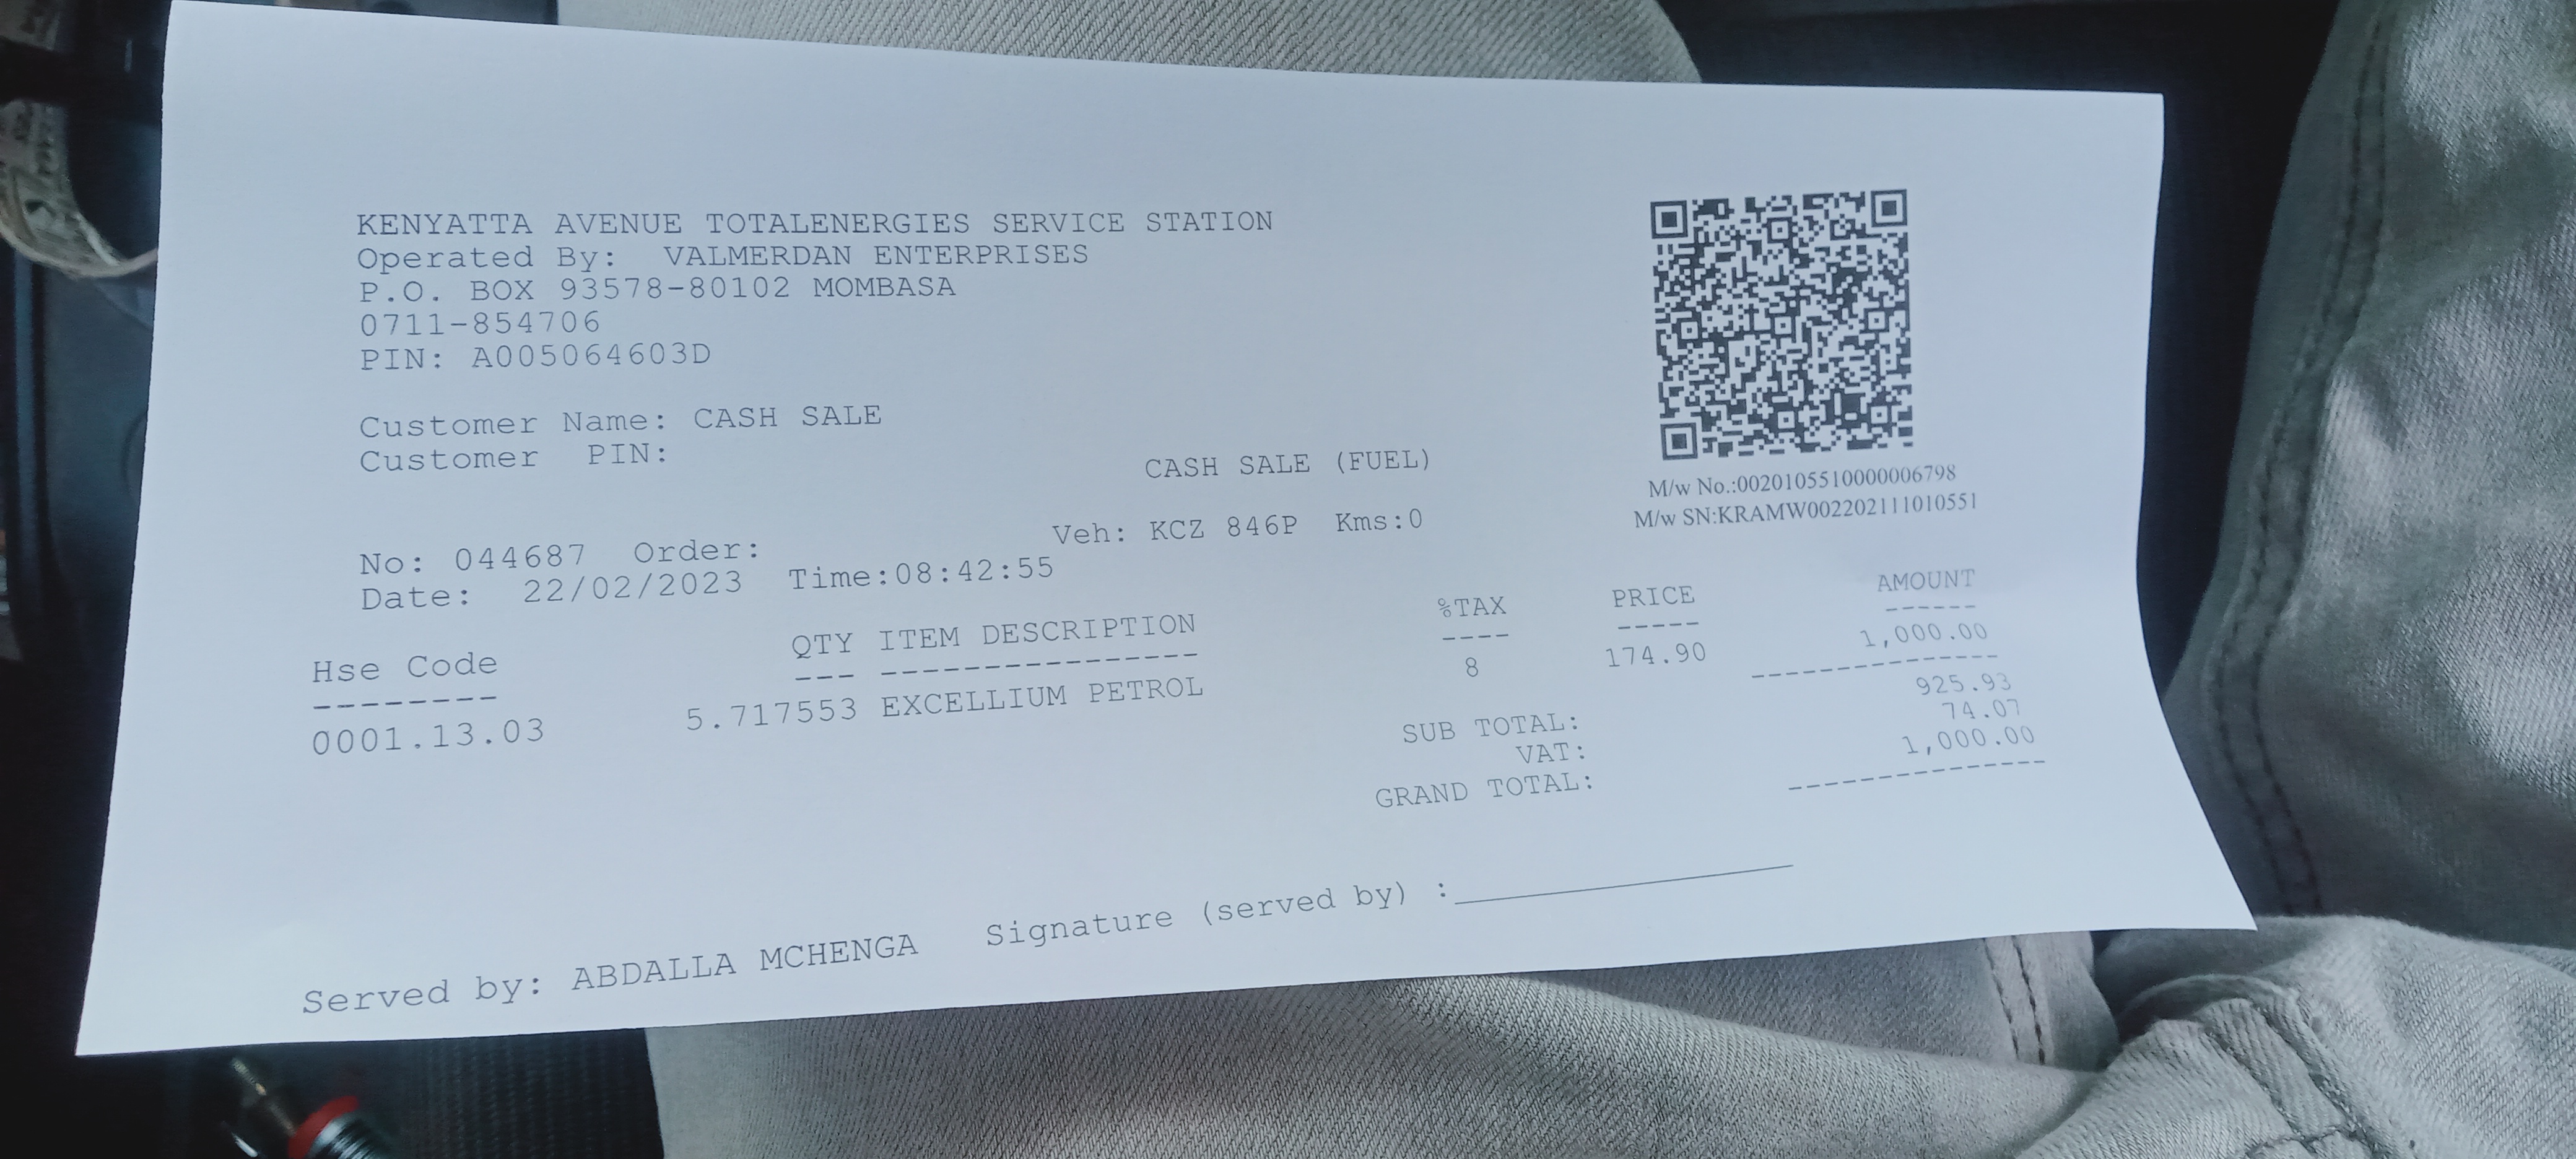 KENYATTA AVENUE TOTALENERGIES SERVICE STATION
Operated By: VALMERDAN ENTERPRISES
P.O. BOX 93578-80102 MOMBASA
0711-854706
PIN: A005064603D
Customer Name: CASH SALE
Customer PIN:
CASH SALE (FUEL)
M/w No.:0020105510000006798
M/w SN:KRAMW002202111010551
No: 044687 Order: Veh: KCZ 846P Kms:0
Date: 22/02/2023 Time:08:42:55
Hse Code QTY ITEM DESCRIPTION %TAX PRICE AMOUNT
-------- --- --------------- ---- ----- ------
0001.13.03 5.717553 EXCELLIUM PETROL 8 174.90 1,000.00
--------------
SUB TOTAL: 925.93
VAT: 74.07
GRAND TOTAL: 1,000.00
---------------
Served by: ABDALLA MCHENGA Signature (served by) :